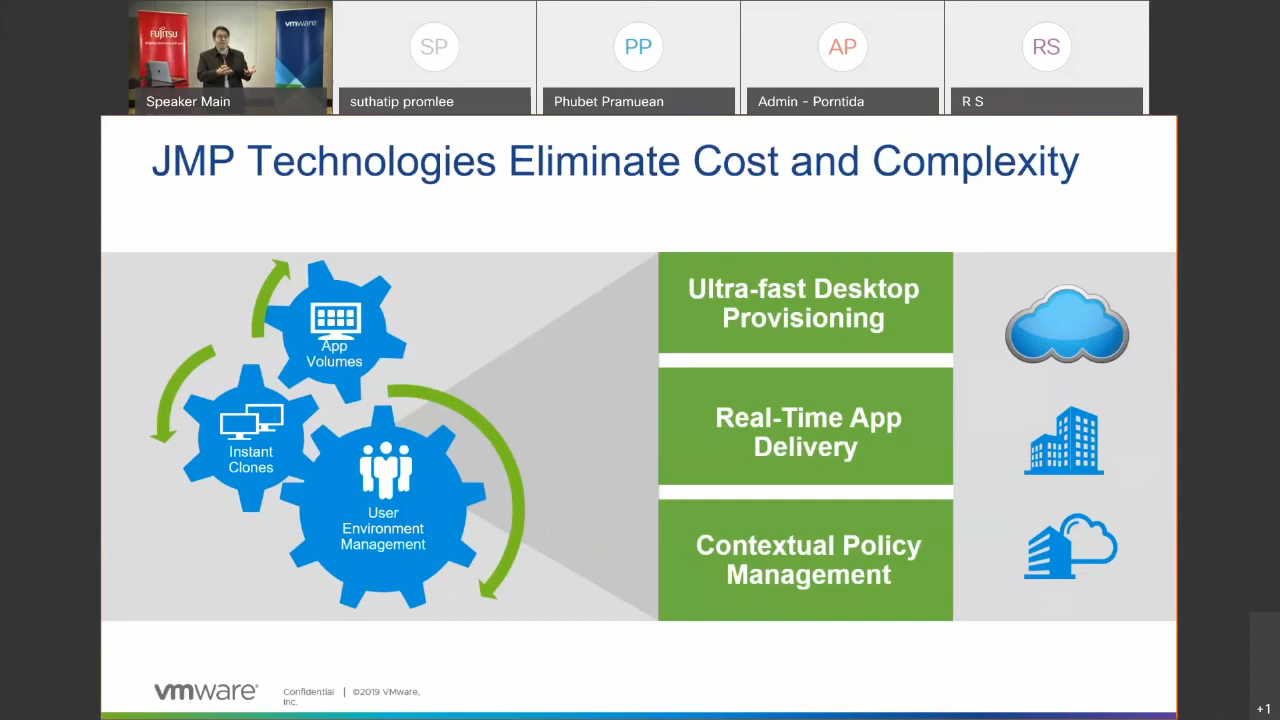 FUJITSU
vmware
SP
PP
AP
RS
Speaker Main
suthatip promlee
Phubet Pramuean
Admin - Porntida
R S
JMP Technologies Eliminate Cost and Complexity
App
Volumes
Instant
Clones
User
Environment
Management
Ultra-fast Desktop
Provisioning
Real-Time App
Delivery
Contextual Policy
Management
vmware
Confidential | ©2019 VMware,
Inc.
+1